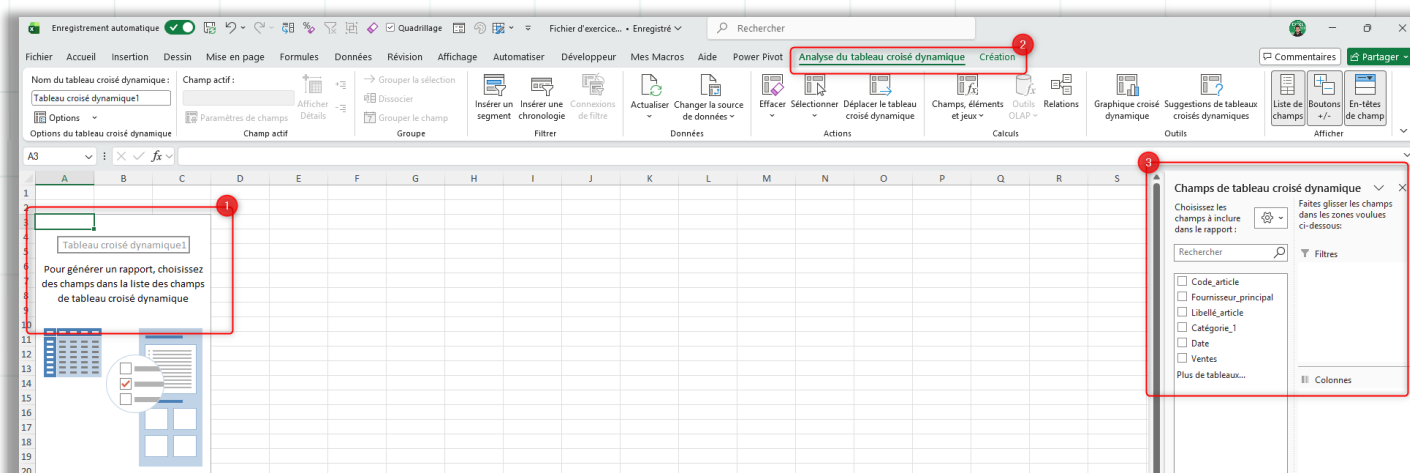 Enregistrement automatique
Quadrillage
Fichier d'exercice... • Enregistré
Rechercher
Fichier Accueil Insertion Dessin Mise en page Formules Données Révision Affichage Automatiser Développeur Mes Macros Aide Power Pivot Analyse du tableau croisé dynamique Création
2
Commentaires
Partager
Nom du tableau croisé dynamique :
Tableau croisé dynamique1
Options
Options du tableau croisé dynamique
Champ actif :
Paramètres de champs
Afficher
Détails
Champ actif
Grouper la sélection
Dissocier
Grouper le champ
Groupe
Insérer un
segment
Insérer une
chronologie
Connexions
de filtre
Filtrer
Actualiser
Changer la source
de données
Données
Effacer
Sélectionner
Déplacer le tableau
croisé dynamique
Actions
Champs, éléments
et jeux
Outils
OLAP
Relations
Calculs
Graphique croisé
dynamique
Suggestions de tableaux
croisés dynamiques
Outils
Liste de
champs
Boutons
+/-
En-têtes
de champ
Afficher
A3
fx
3
A B C D E F G H I J K L M N O P Q R S
1
2
3
4
5
6
7
8
9
10
11
12
13
14
15
16
17
18
19
20
1
Tableau croisé dynamique1
Pour générer un rapport, choisissez
des champs dans la liste des champs
de tableau croisé dynamique
Champs de tableau croisé dynamique
Choisissez les
champs à inclure
dans le rapport :
Faites glisser les champs
dans les zones voulues
ci-dessous:
Rechercher
Filtres
Code_article
Fournisseur_principal
Libellé_article
Catégorie_1
Date
Ventes
Plus de tableaux...
Colonnes